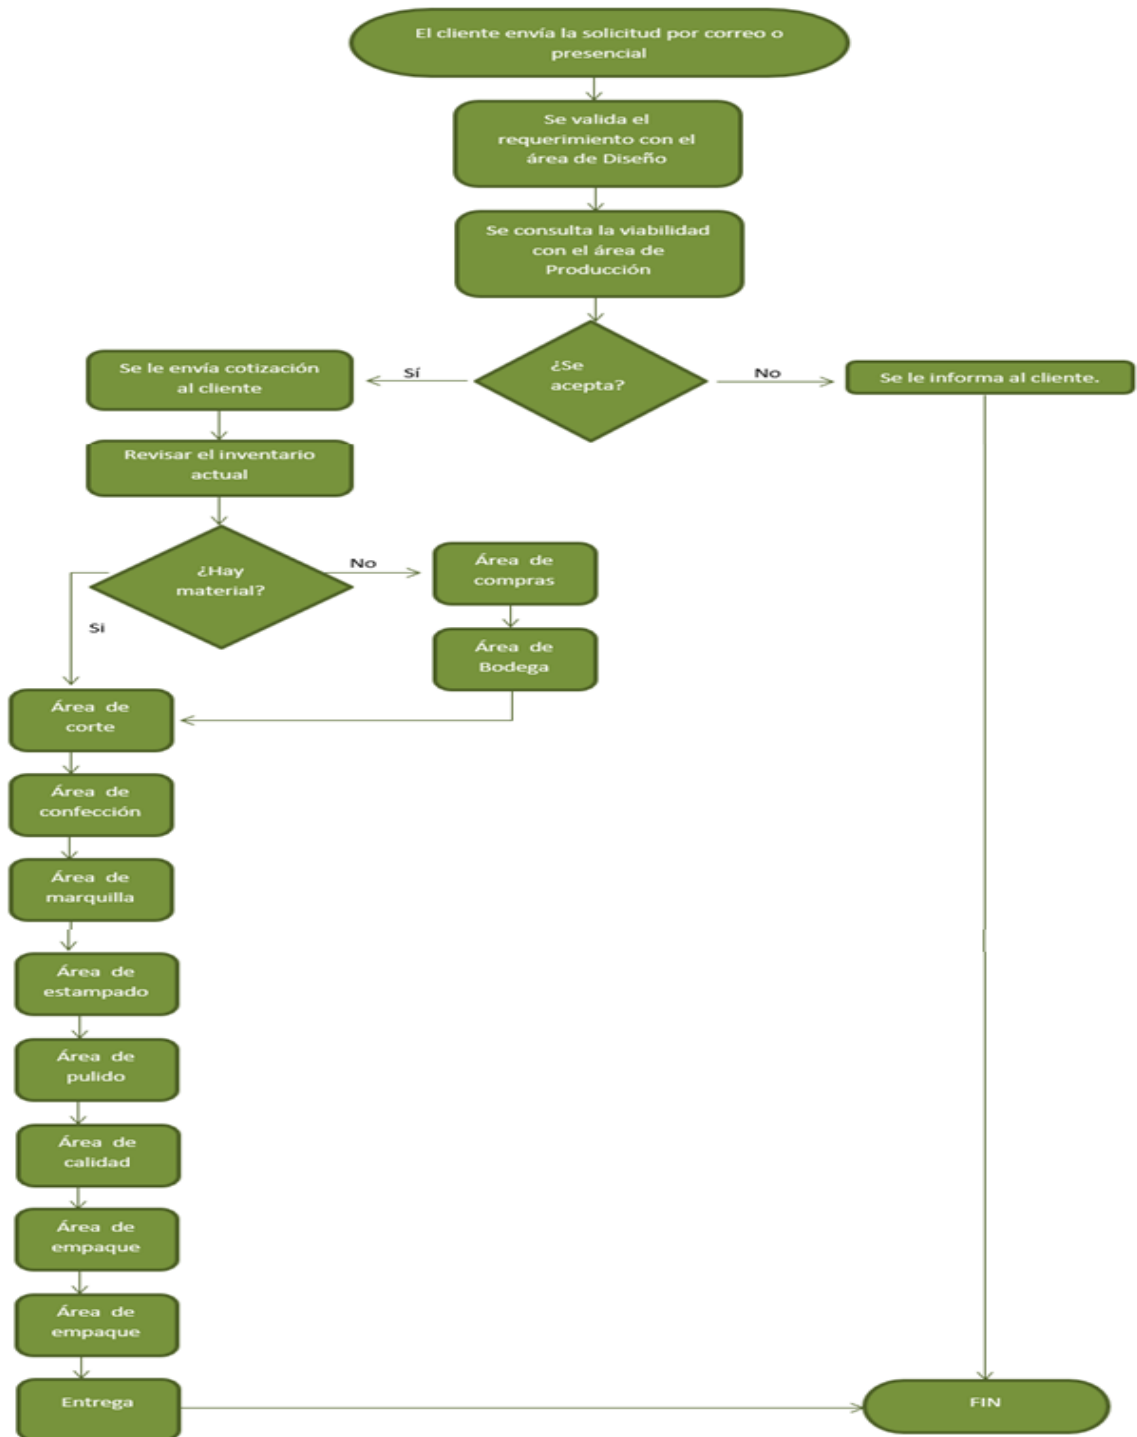 El cliente envía la solicitud por correo o
presencial
Se valida el
requerimiento con el
área de Diseño
Se consulta la viabilidad
con el área de
Producción
¿Se
acepta?
Sí
No
Se le envía cotización
al cliente
Se le informa al cliente.
Revisar el inventario
actual
¿Hay
material?
No
Si
Área de
compras
Área de
Bodega
Área de
corte
Área de
confección
Área de
marquilla
Área de
estampado
Área de
pulido
Área de
calidad
Área de
empaque
Área de
empaque
Entrega
FIN